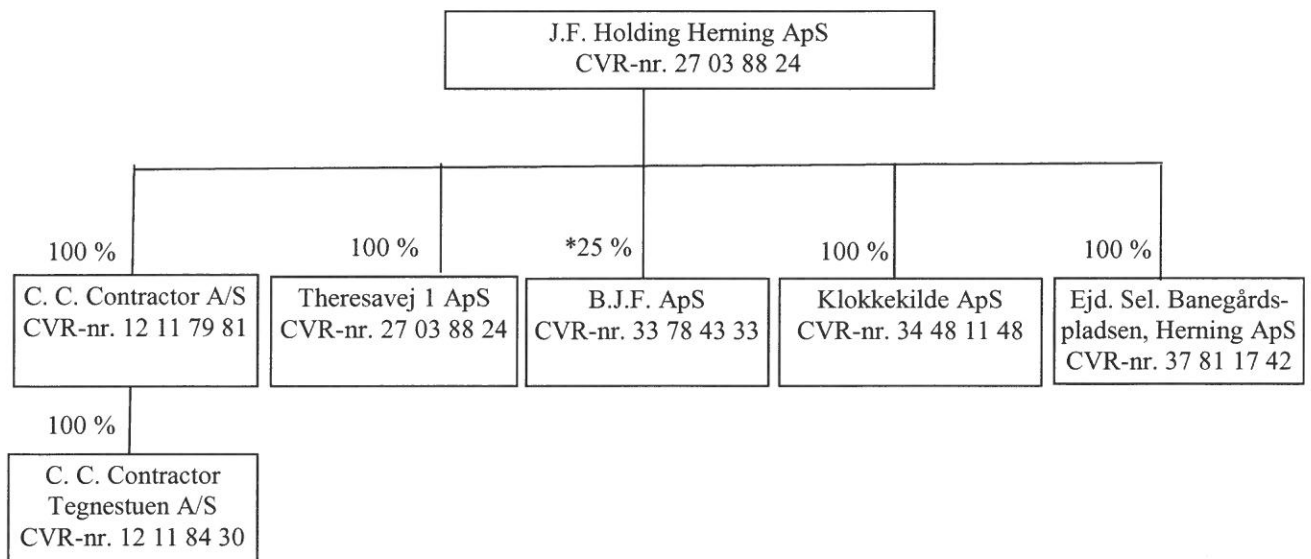 J.F. Holding Herning ApS
CVR-nr. 27 03 88 24
100 %
100 %
*25 %
100 %
100 %
C. C. Contractor A/S
CVR-nr. 12 11 79 81
Theresavej 1 ApS
CVR-nr. 27 03 88 24
B.J.F. ApS
CVR-nr. 33 78 43 33
Klokkekilde ApS
CVR-nr. 34 48 11 48
Ejd. Sel. Banegårds-
pladsen, Herning ApS
CVR-nr. 37 81 17 42
100 %
C. C. Contractor
Tegnestuen A/S
CVR-nr. 12 11 84 30